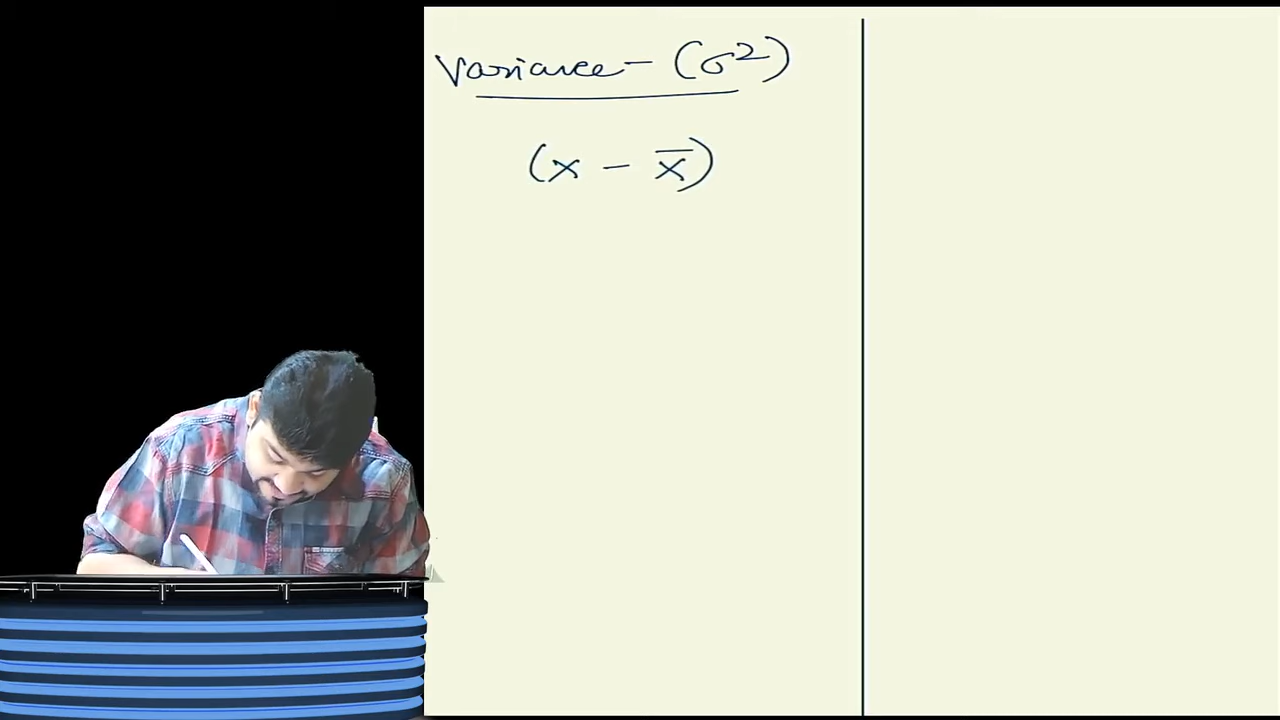 Variance - (σ²)
(x - x̅)